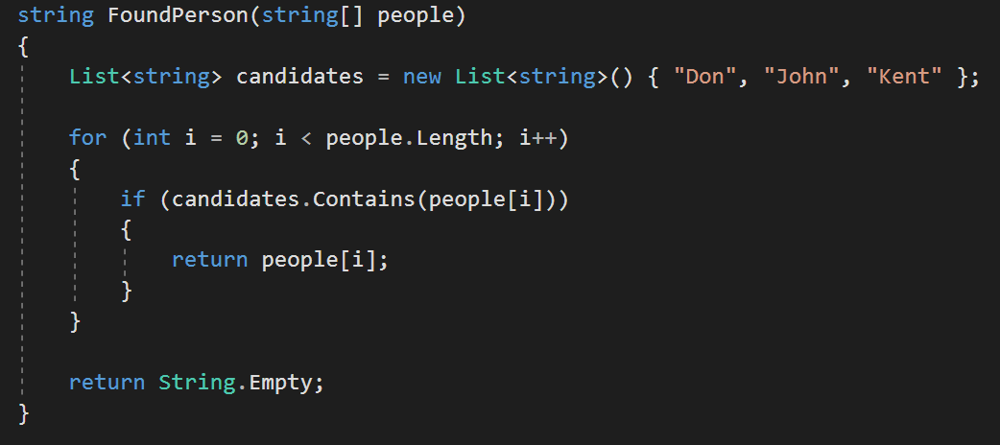 string FoundPerson(string[] people)
{
    List<string> candidates = new List<string>() { "Don", "John", "Kent" };
    for (int i = 0; i < people.Length; i++)
    {
        if (candidates.Contains(people[i]))
        {
            return people[i];
        }
    }
    return String.Empty;
}